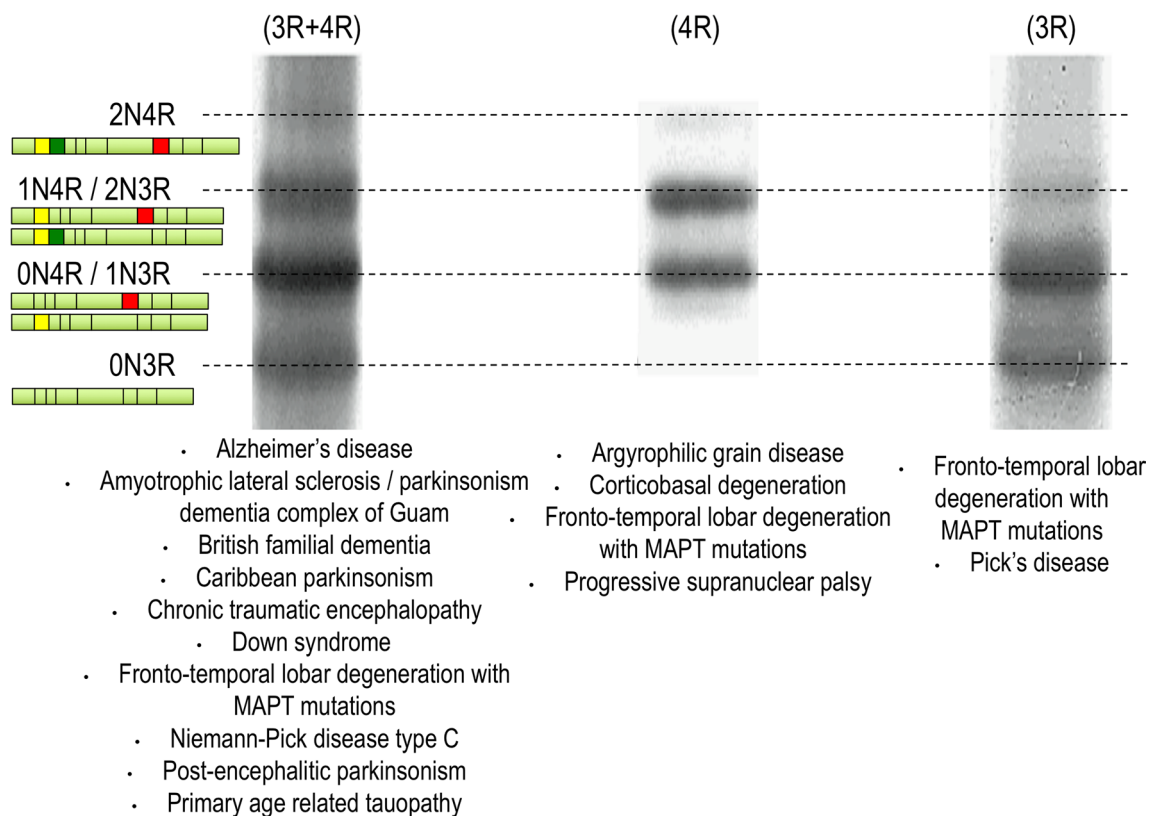 (3R+4R)
(4R)
(3R)
2N4R
1N4R / 2N3R
0N4R / 1N3R
0N3R
• Alzheimer’s disease
• Amyotrophic lateral sclerosis / parkinsonism
dementia complex of Guam
• British familial dementia
• Caribbean parkinsonism
• Chronic traumatic encephalopathy
• Down syndrome
• Fronto-temporal lobar degeneration with
MAPT mutations
• Niemann-Pick disease type C
• Post-encephalitic parkinsonism
• Primary age related tauopathy
• Argyrophilic grain disease
• Corticobasal degeneration
• Fronto-temporal lobar degeneration
with MAPT mutations
• Progressive supranuclear palsy
• Fronto-temporal lobar
degeneration with
MAPT mutations
• Pick’s disease